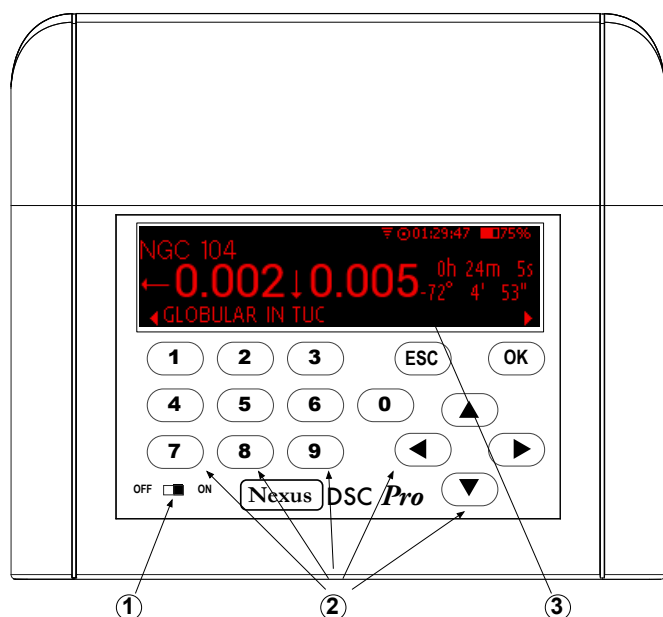 01:29:47 75%
NGC 104
←0.002↓0.005
0h 24m 5s
-72° 4' 53"
◀ GLOBULAR IN TUC ▶
1 2 3 ESC OK
4 5 6 0 ▲
7 8 9 ◀ ▶
OFF ON Nexus DSC Pro ▼
1 2 3